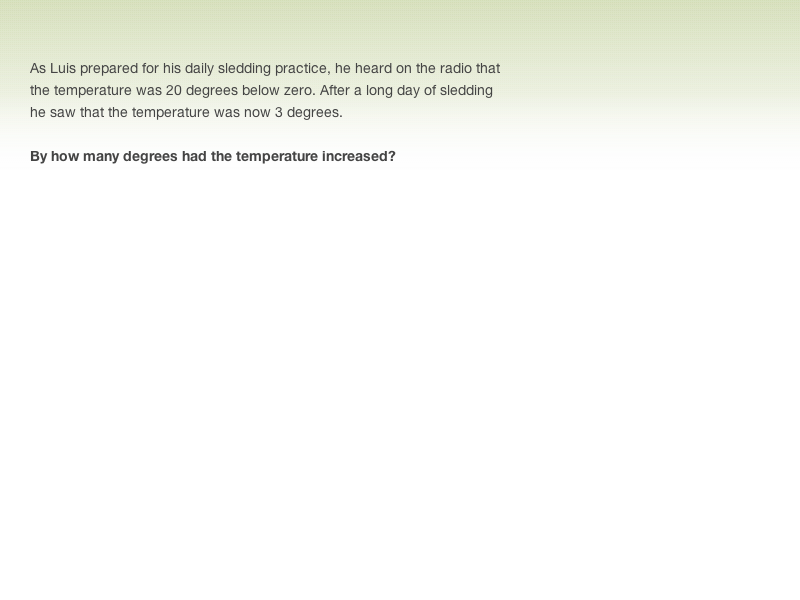 As Luis prepared for his daily sledding practice, he heard on the radio that
the temperature was 20 degrees below zero. After a long day of sledding
he saw that the temperature was now 3 degrees.
By how many degrees had the temperature increased?